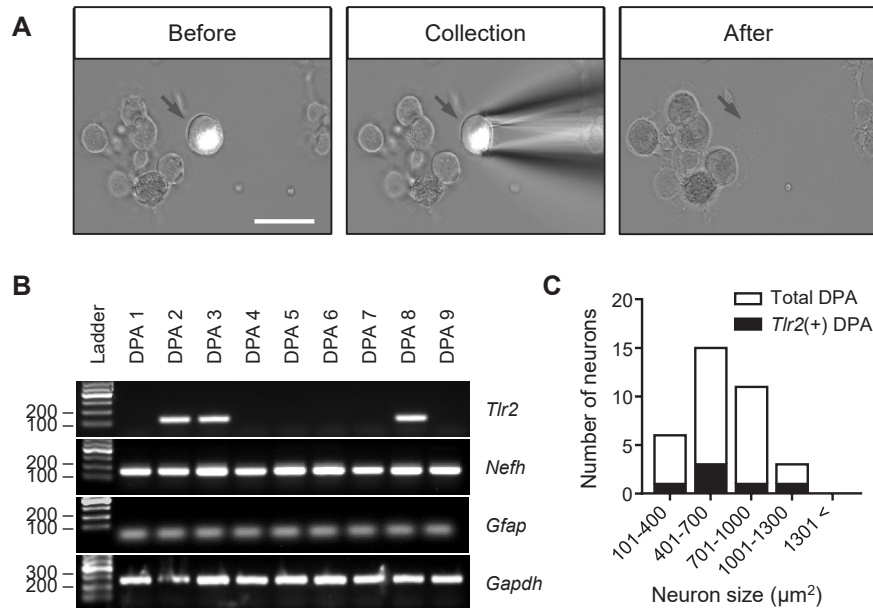 A
Before
Collection
After
B
Ladder
DPA 1
DPA 2
DPA 3
DPA 4
DPA 5
DPA 6
DPA 7
DPA 8
DPA 9
200 –
100 –
Tlr2
200 –
100 –
Nefh
200 –
100 –
Gfap
300 –
200 –
Gapdh
C
Total DPA
Tlr2(+) DPA
Number of neurons
20
15
10
5
0
101-400
401-700
701-1000
1001-1300
1301 <
Neuron size (µm²)